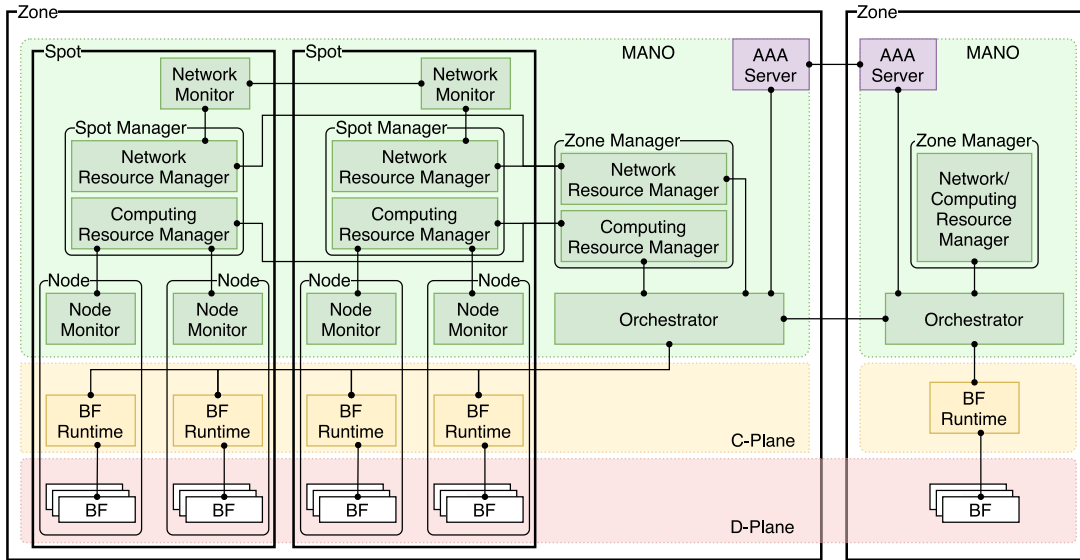 Zone
Spot
Network
Monitor
Spot Manager
Network
Resource Manager
Computing
Resource Manager
Node
Node
Monitor
Node
Node
Monitor
BF
Runtime
BF
Runtime
BF
BF
Spot
Network
Monitor
Spot Manager
Network
Resource Manager
Computing
Resource Manager
Node
Node
Monitor
Node
Node
Monitor
BF
Runtime
BF
Runtime
BF
BF
MANO
AAA
Server
Zone Manager
Network
Resource Manager
Computing
Resource Manager
Orchestrator
C-Plane
D-Plane
Zone
AAA
Server
MANO
Zone Manager
Network/
Computing
Resource
Manager
Orchestrator
BF
Runtime
BF